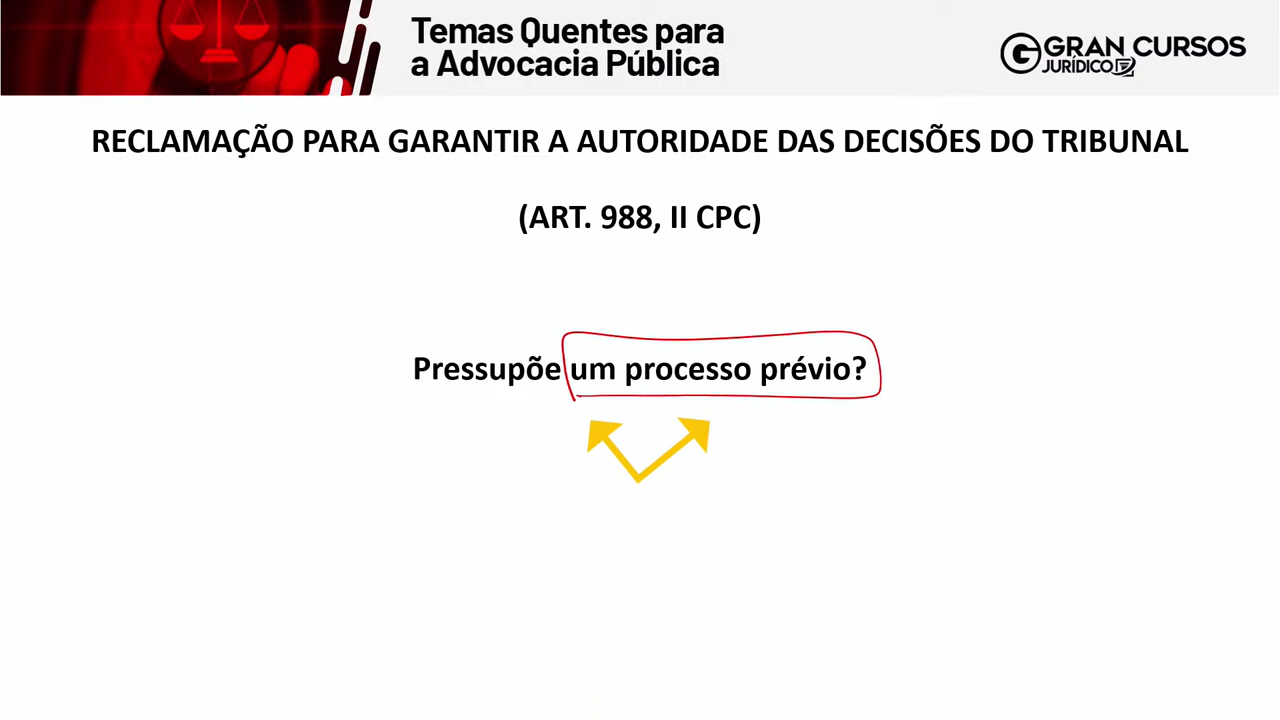 Temas Quentes para
a Advocacia Pública
GRAN CURSOS
JURÍDICO
RECLAMAÇÃO PARA GARANTIR A AUTORIDADE DAS DECISÕES DO TRIBUNAL
(ART. 988, II CPC)
Pressupõe um processo prévio?